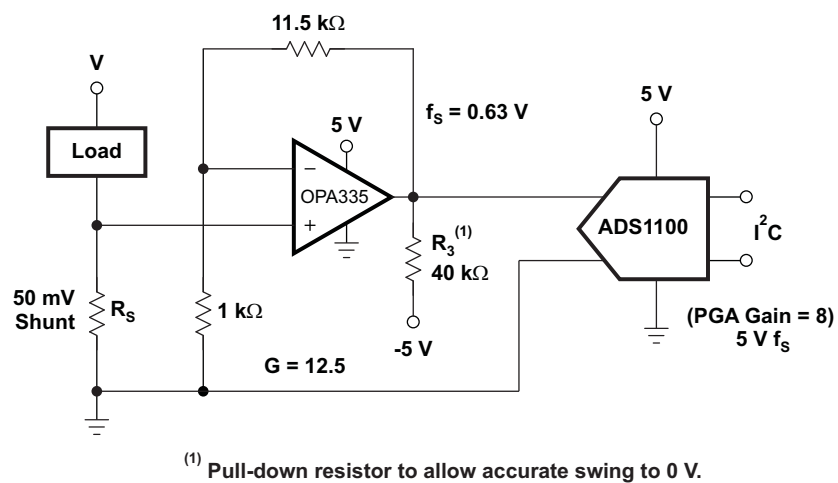 11.5 kΩ
V
5 V
f_S = 0.63 V
5 V
Load
−
OPA335
+
ADS1100
I²C
R₃⁽¹⁾
40 kΩ
50 mV
Shunt
R_S
1 kΩ
-5 V
(PGA Gain = 8)
5 V f_S
G = 12.5
⁽¹⁾ Pull-down resistor to allow accurate swing to 0 V.